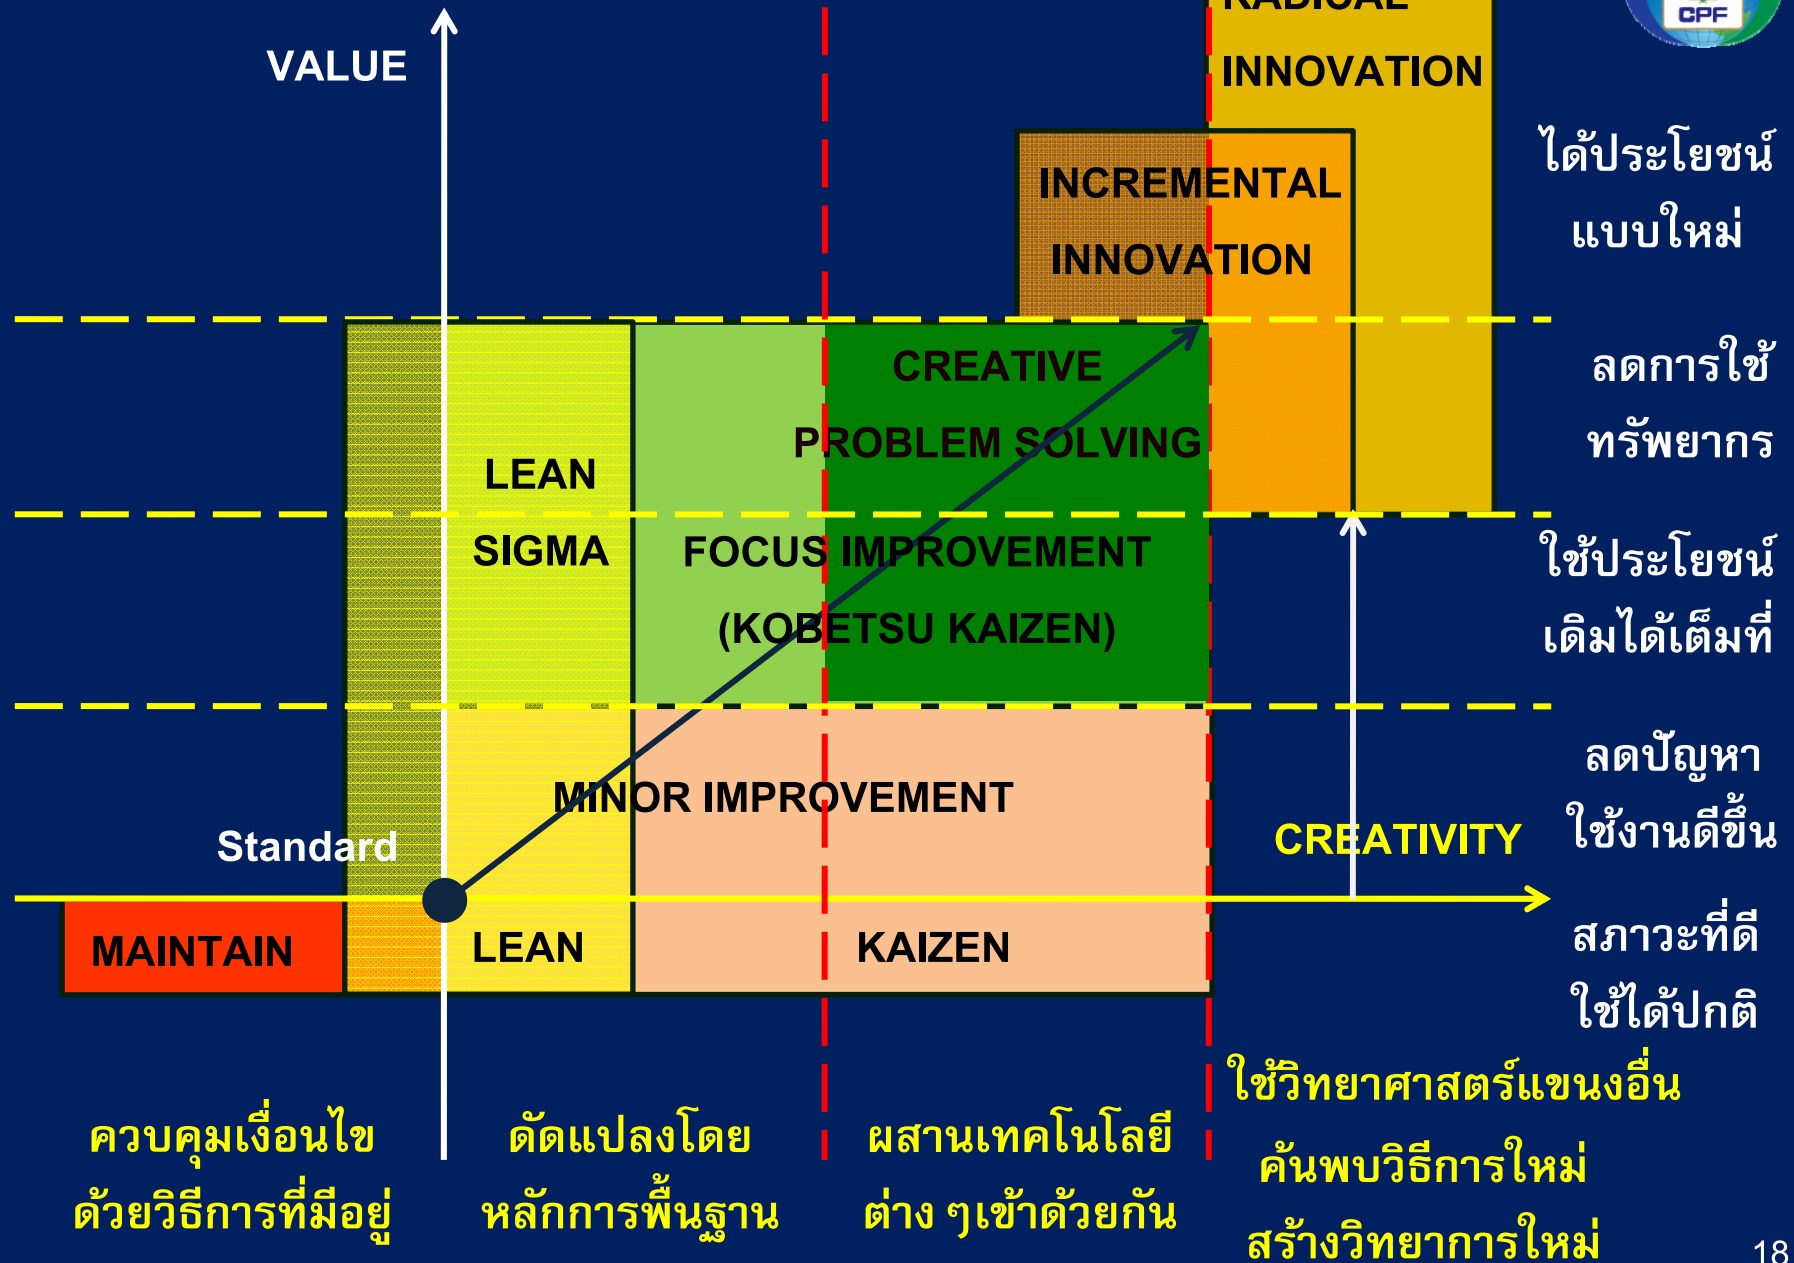 RADICAL
INNOVATION
CPF
VALUE
INCREMENTAL
INNOVATION
ได้ประโยชน์
แบบใหม่
CREATIVE
PROBLEM SOLVING
ลดการใช้
ทรัพยากร
LEAN
SIGMA
FOCUS IMPROVEMENT
(KOBETSU KAIZEN)
ใช้ประโยชน์
เดิมได้เต็มที่
MINOR IMPROVEMENT
ลดปัญหา
ใช้งานดีขึ้น
Standard
CREATIVITY
MAINTAIN
LEAN
KAIZEN
สภาวะที่ดี
ใช้ได้ปกติ
ควบคุมเงื่อนไข
ด้วยวิธีการที่มีอยู่
ดัดแปลงโดย
หลักการพื้นฐาน
ผสานเทคโนโลยี
ต่าง ๆเข้าด้วยกัน
ใช้วิทยาศาสตร์แขนงอื่น
ค้นพบวิธีการใหม่
สร้างวิทยาการใหม่
18